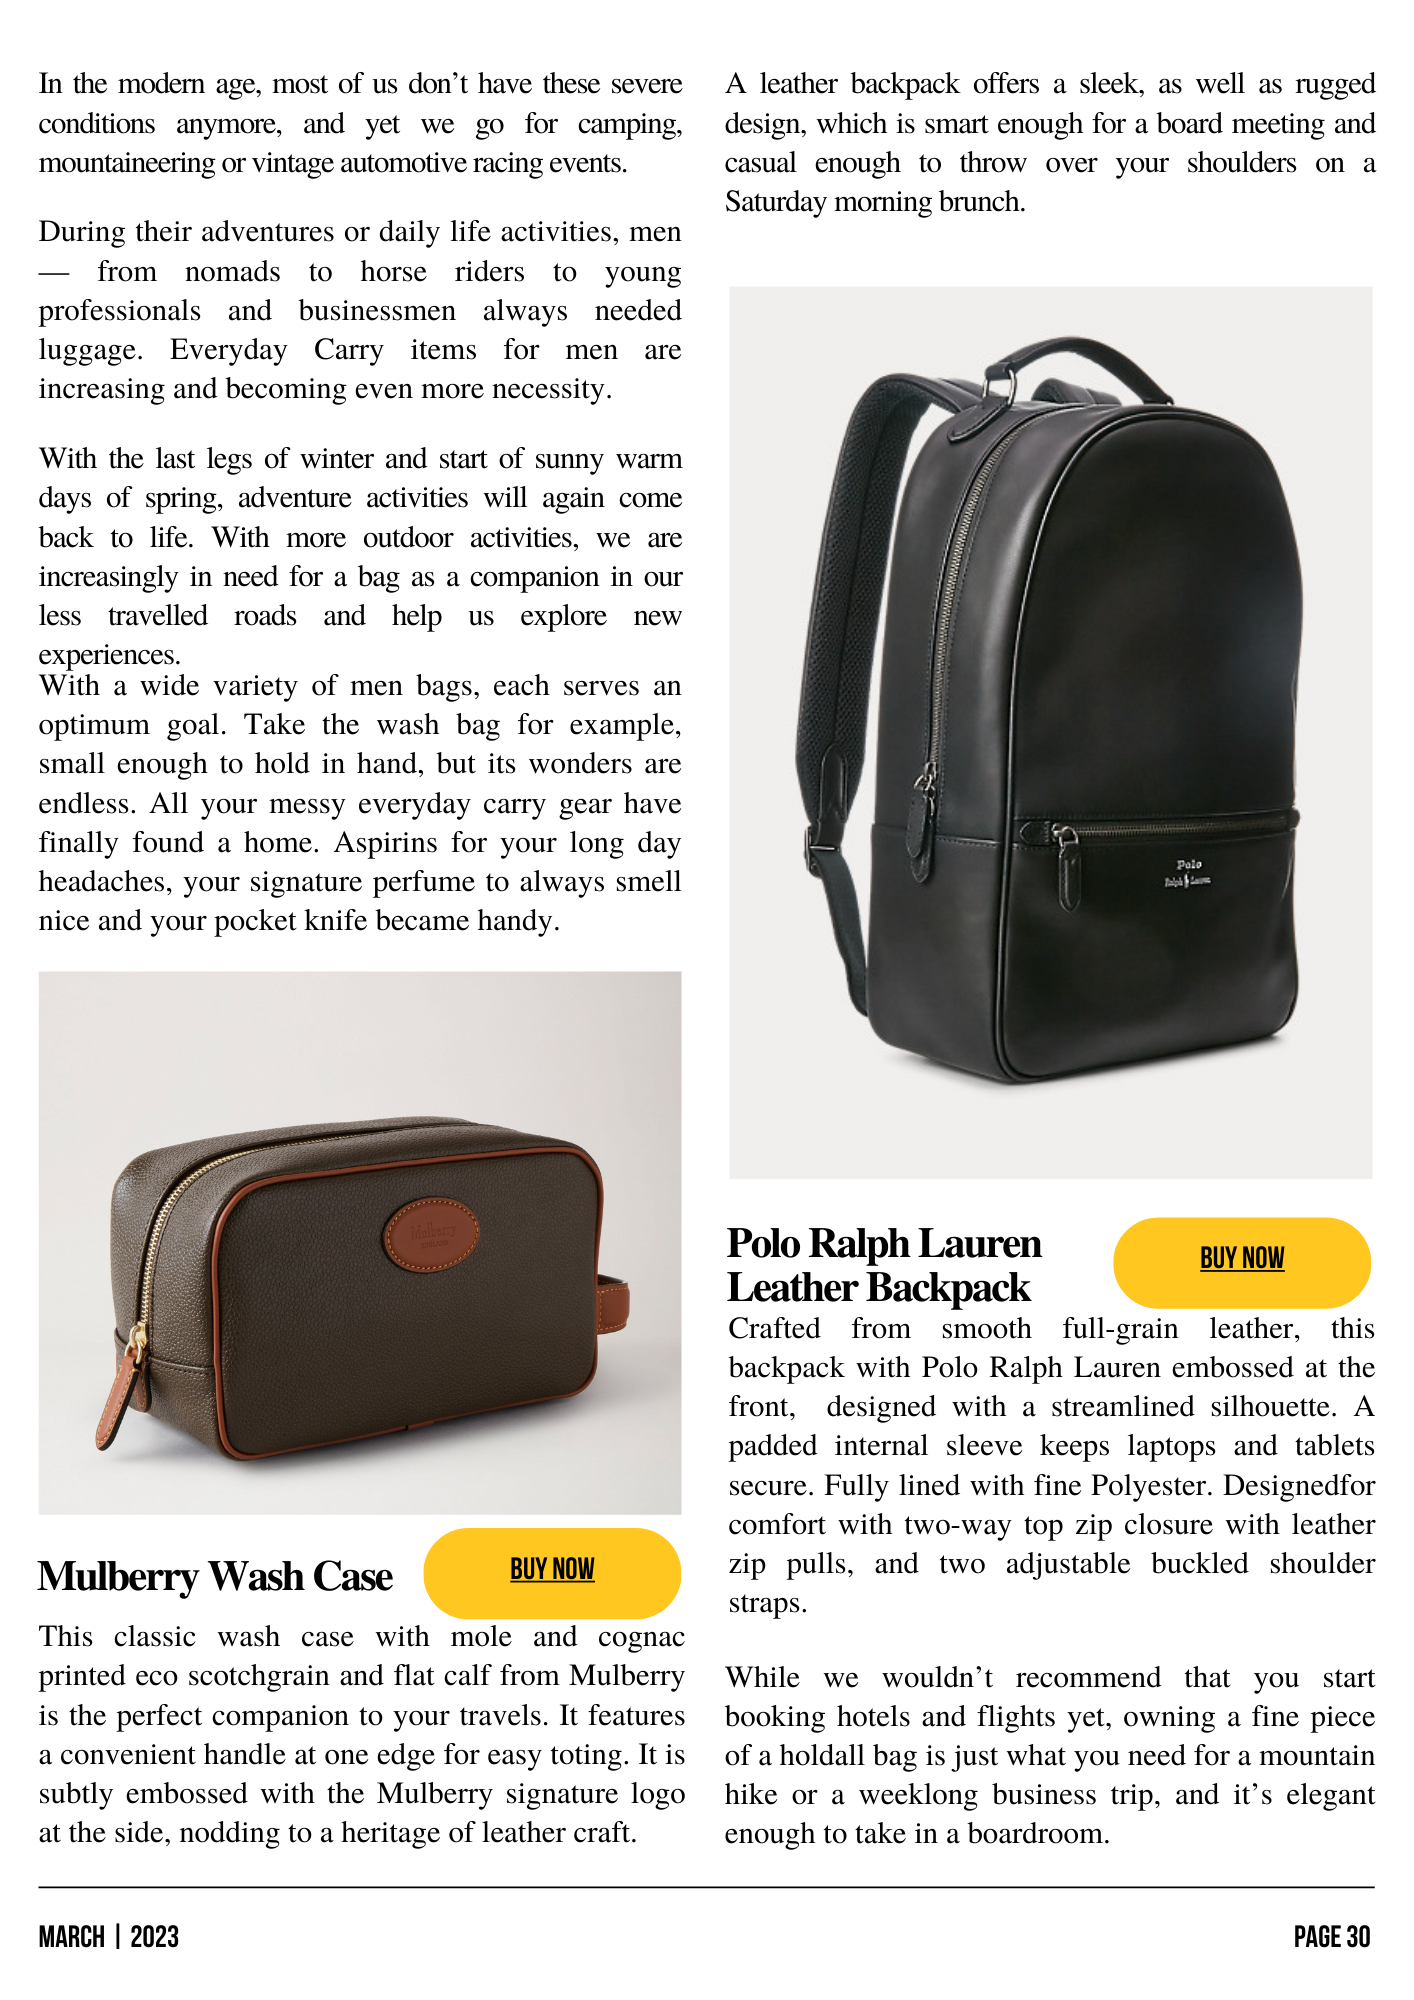 In the modern age, most of us don’t have these severe
conditions anymore, and yet we go for camping,
mountaineering or vintage automotive racing events.
During their adventures or daily life activities, men
— from nomads to horse riders to young
professionals and businessmen always needed
luggage. Everyday Carry items for men are
increasing and becoming even more necessity.
With the last legs of winter and start of sunny warm
days of spring, adventure activities will again come
back to life. With more outdoor activities, we are
increasingly in need for a bag as a companion in our
less travelled roads and help us explore new
experiences.
With a wide variety of men bags, each serves an
optimum goal. Take the wash bag for example,
small enough to hold in hand, but its wonders are
endless. All your messy everyday carry gear have
finally found a home. Aspirins for your long day
headaches, your signature perfume to always smell
nice and your pocket knife became handy.
Mulberry
Mulberry Wash Case
BUY NOW
This classic wash case with mole and cognac
printed eco scotchgrain and flat calf from Mulberry
is the perfect companion to your travels. It features
a convenient handle at one edge for easy toting. It is
subtly embossed with the Mulberry signature logo
at the side, nodding to a heritage of leather craft.
A leather backpack offers a sleek, as well as rugged
design, which is smart enough for a board meeting and
casual enough to throw over your shoulders on a
Saturday morning brunch.
Polo
Ralph Lauren
Polo Ralph Lauren
Leather Backpack
BUY NOW
Crafted from smooth full-grain leather, this
backpack with Polo Ralph Lauren embossed at the
front, designed with a streamlined silhouette. A
padded internal sleeve keeps laptops and tablets
secure. Fully lined with fine Polyester. Designedfor
comfort with two-way top zip closure with leather
zip pulls, and two adjustable buckled shoulder
straps.
While we wouldn’t recommend that you start
booking hotels and flights yet, owning a fine piece
of a holdall bag is just what you need for a mountain
hike or a weeklong business trip, and it’s elegant
enough to take in a boardroom.
MARCH | 2023
PAGE 30